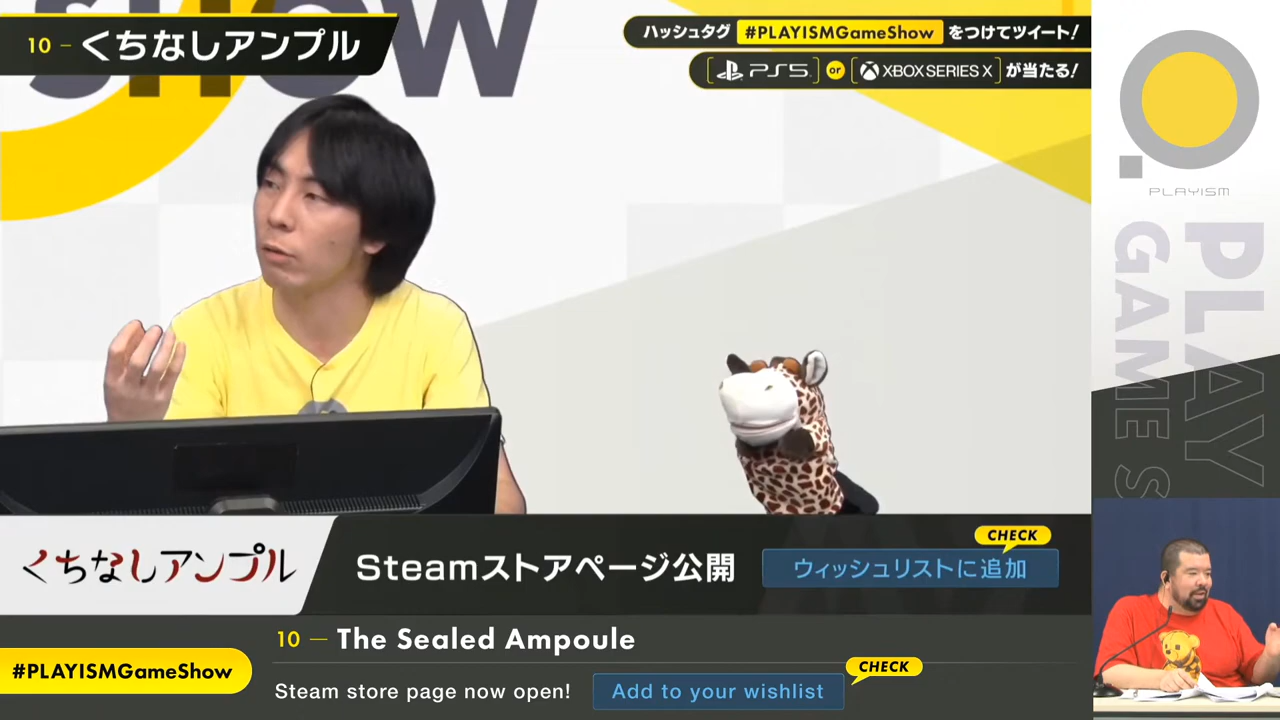 SHOW
10 – くちなしアンプル
ハッシュタグ #PLAYISMGameShow をつけてツイート!
PS5 or XBOX SERIES X が当たる!
PLAYISM
PLAY
GAME S
くちなしアンプル
Steamストアページ公開
CHECK
ウィッシュリストに追加
10 — The Sealed Ampoule
#PLAYISMGameShow
Steam store page now open!
CHECK
Add to your wishlist